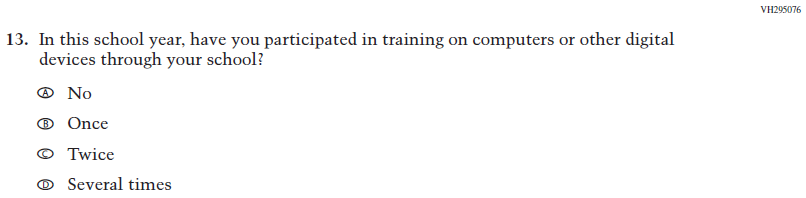 VH295076
13. In this school year, have you participated in training on computers or other digital
devices through your school?
Ⓐ No
Ⓑ Once
Ⓒ Twice
Ⓓ Several times